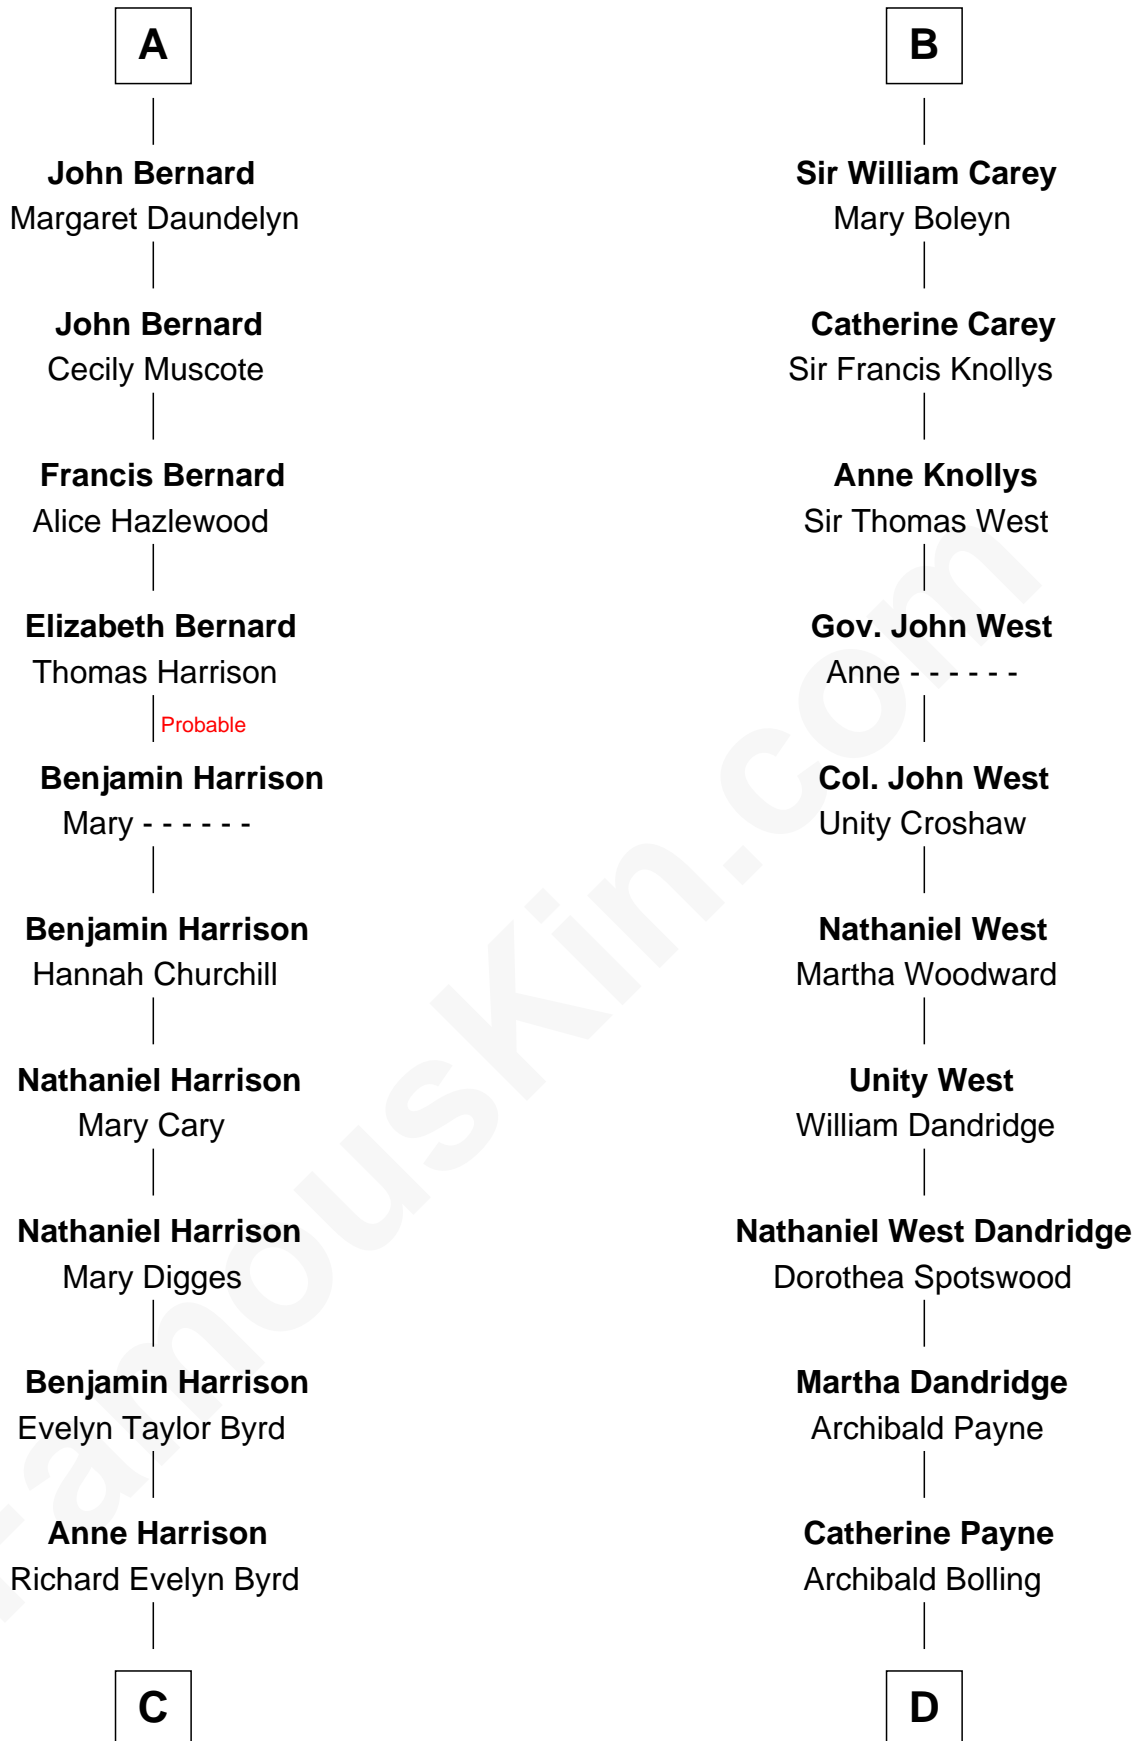 A
John Bernard
Margaret Daundelyn
John Bernard
Cecily Muscote
Francis Bernard
Alice Hazlewood
Elizabeth Bernard
Thomas Harrison
Probable
Benjamin Harrison
Mary - - - - - -
Benjamin Harrison
Hannah Churchill
Nathaniel Harrison
Mary Cary
Nathaniel Harrison
Mary Digges
Benjamin Harrison
Evelyn Taylor Byrd
Anne Harrison
Richard Evelyn Byrd
C
B
Sir William Carey
Mary Boleyn
Catherine Carey
Sir Francis Knollys
Anne Knollys
Sir Thomas West
Gov. John West
Anne - - - - - -
Col. John West
Unity Croshaw
Nathaniel West
Martha Woodward
Unity West
William Dandridge
Nathaniel West Dandridge
Dorothea Spotswood
Martha Dandridge
Archibald Payne
Catherine Payne
Archibald Bolling
D
FamousKin.com